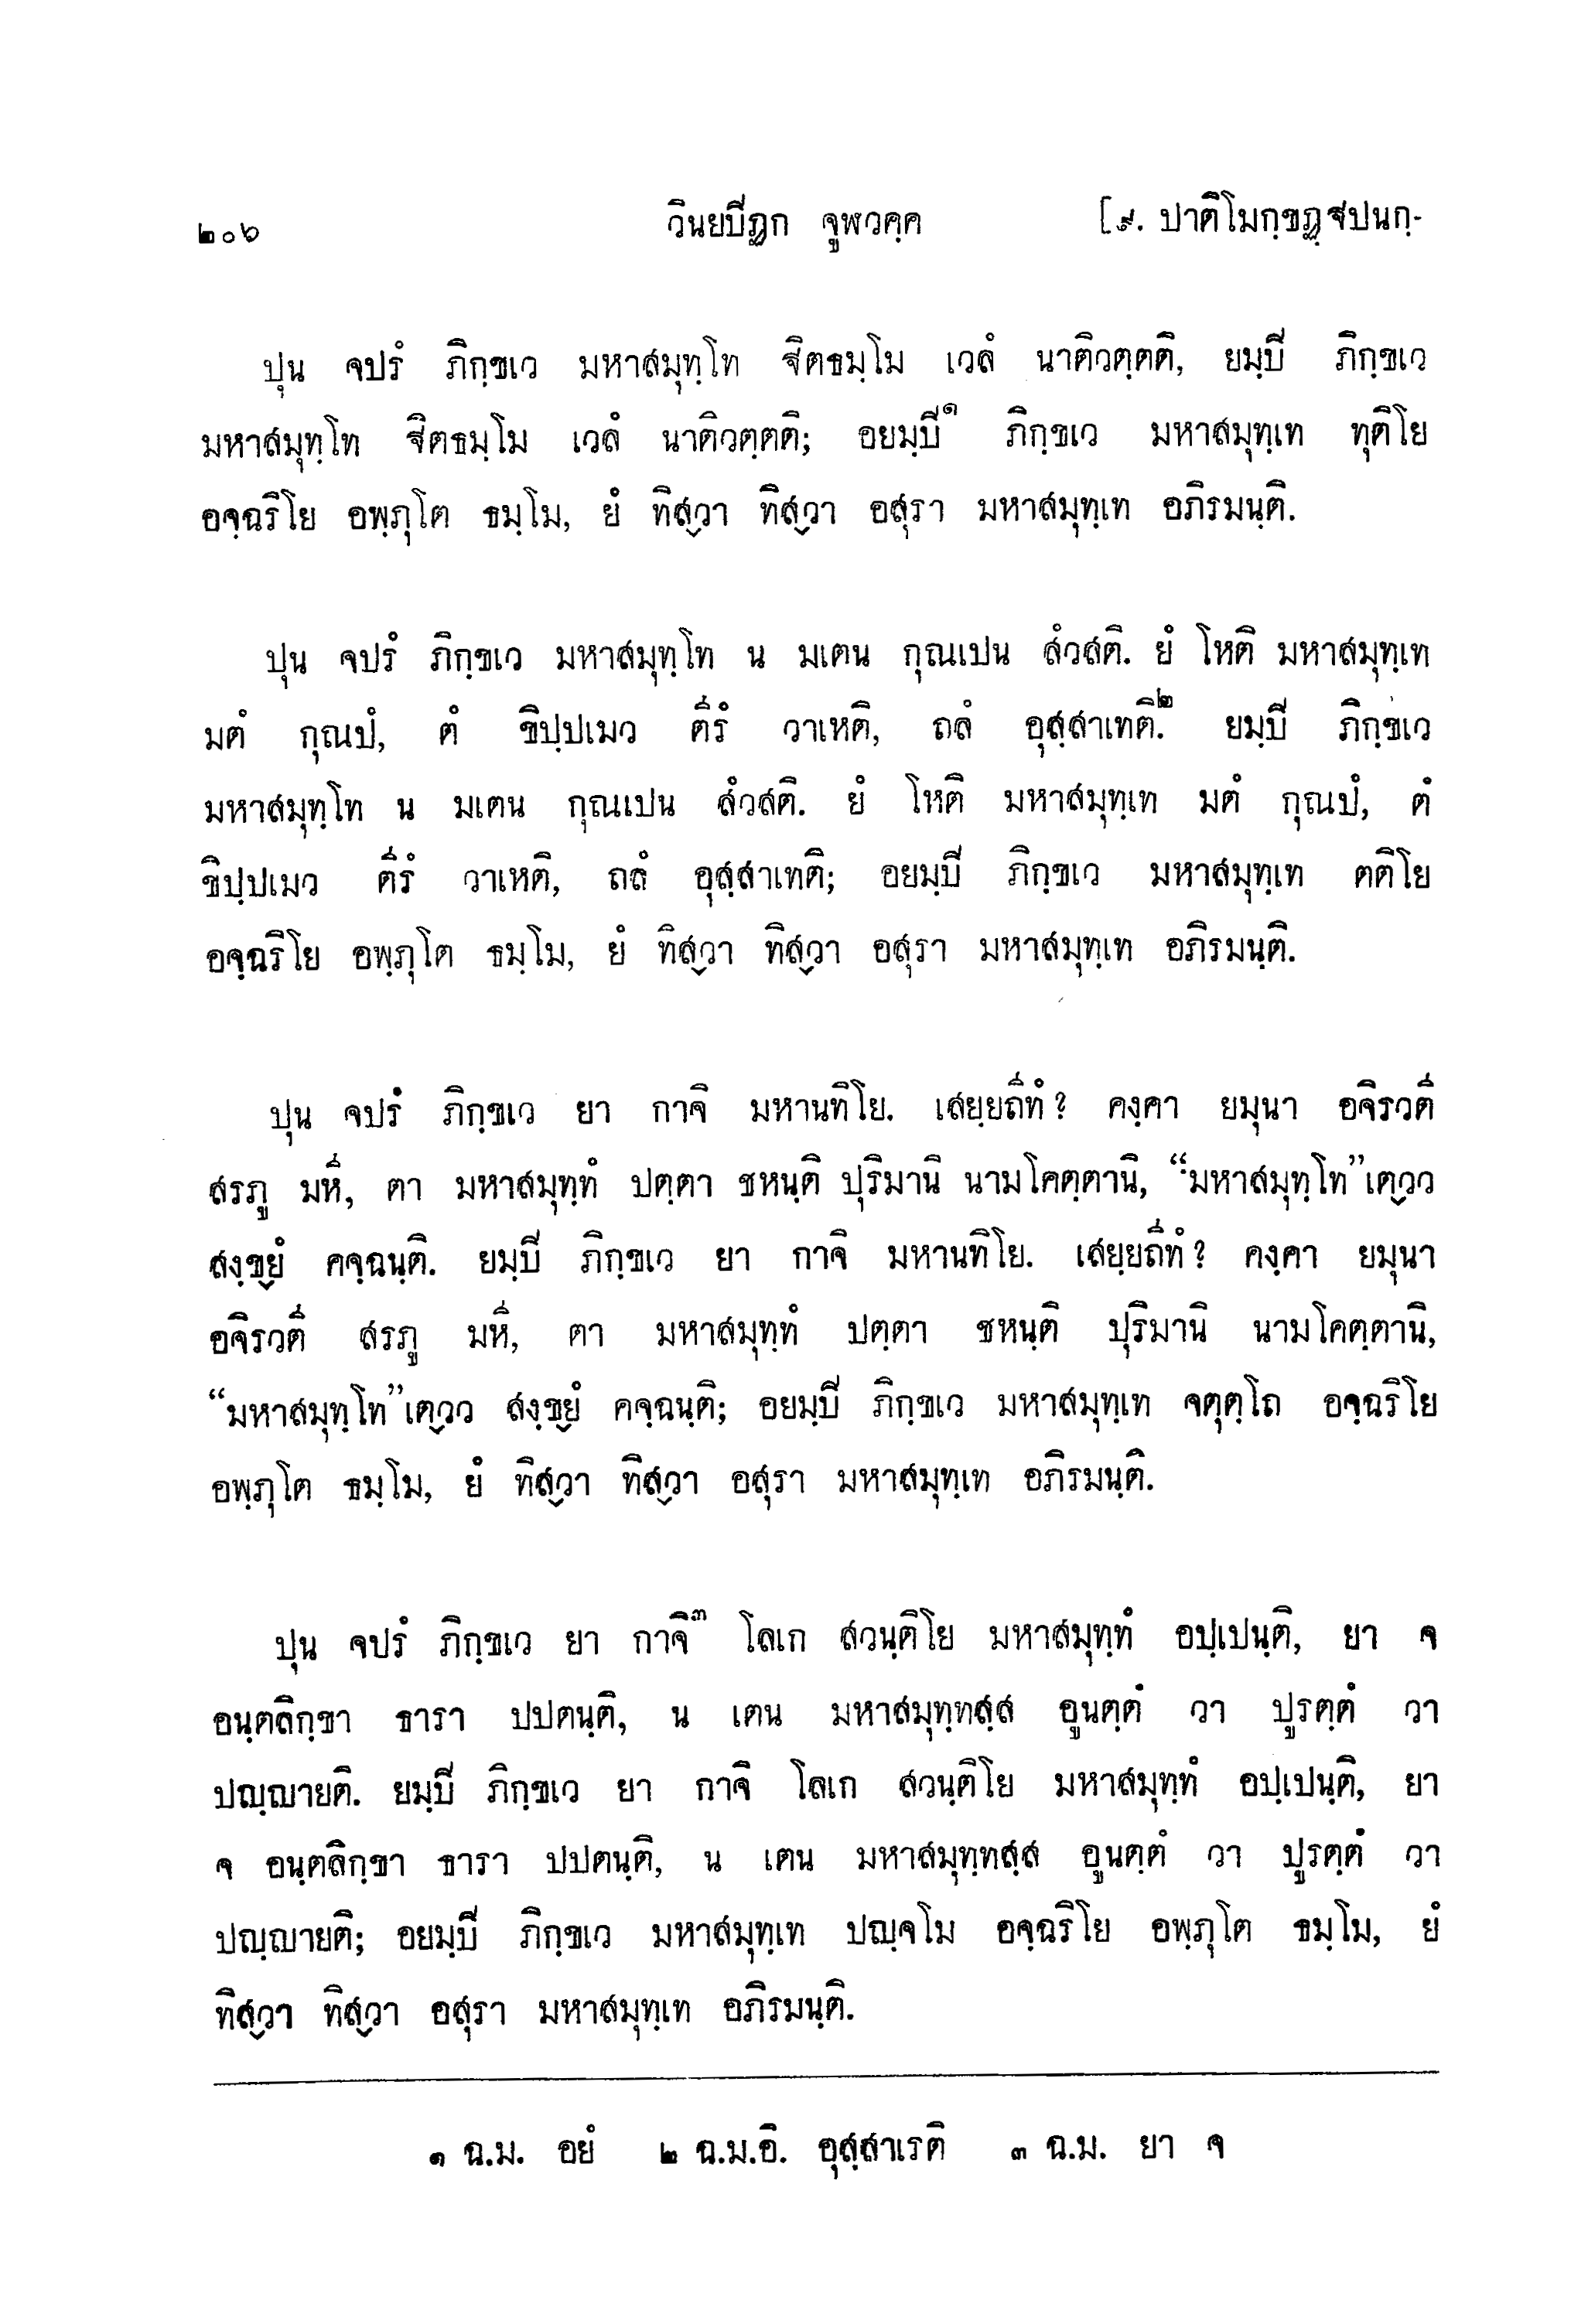 ๒๐๖ วินยปิฏก จูฬวคฺค [๙. ปาติโมกฺขฏฺฐปนกฺ-
ปุน จปรํ ภิกฺขเว มหาสมุทฺโท ฐิตธมฺโม เวลํ นาติวตฺตติ, ยมฺปิ ภิกฺขเว
มหาสมุทฺโท ฐิตธมฺโม เวลํ นาติวตฺตติ; อยมฺปิ๑ ภิกฺขเว มหาสมุทฺเท ทุติโย
อจฺฉริโย อพฺภุโต ธมฺโม, ยํ ทิสฺวา ทิสฺวา อสุรา มหาสมุทฺเท อภิรมนฺติ.
ปุน จปรํ ภิกฺขเว มหาสมุทฺโท น มเตน กุณเปน สํวสติ. ยํ โหติ มหาสมุทฺเท
มตํ กุณปํ, ตํ ขิปฺปเมว ตีรํ วาเหติ, ถลํ อุสฺสาเทติ.๒ ยมฺปิ ภิกฺขเว
มหาสมุทฺโท น มเตน กุณเปน สํวสติ. ยํ โหติ มหาสมุทฺเท มตํ กุณปํ, ตํ
ขิปฺปเมว ตีรํ วาเหติ, ถลํ อุสฺสาเทติ; อยมฺปิ ภิกฺขเว มหาสมุทฺเท ตติโย
อจฺฉริโย อพฺภุโต ธมฺโม, ยํ ทิสฺวา ทิสฺวา อสุรา มหาสมุทฺเท อภิรมนฺติ.
ปุน จปรํ ภิกฺขเว ยา กาจิ มหานทิโย. เสยฺยถีทํ? คงฺคา ยมุนา อจิรวตี
สรภู มหี, ตา มหาสมุทฺทํ ปตฺตา ชหนฺติ ปุริมานิ นามโคตฺตานิ, “มหาสมุทฺโท”เตฺวว
สงฺขฺยํ คจฺฉนฺติ. ยมฺปิ ภิกฺขเว ยา กาจิ มหานทิโย. เสยฺยถีทํ? คงฺคา ยมุนา
อจิรวตี สรภู มหี, ตา มหาสมุทฺทํ ปตฺตา ชหนฺติ ปุริมานิ นามโคตฺตานิ,
“มหาสมุทฺโท”เตฺวว สงฺขฺยํ คจฺฉนฺติ; อยมฺปิ ภิกฺขเว มหาสมุทฺเท จตุตฺโถ อจฺฉริโย
อพฺภุโต ธมฺโม, ยํ ทิสฺวา ทิสฺวา อสุรา มหาสมุทฺเท อภิรมนฺติ.
ปุน จปรํ ภิกฺขเว ยา กาจิ๓ โลเก สวนฺติโย มหาสมุทฺทํ อปฺเปนฺติ, ยา จ
อนฺตลิกฺขา ธารา ปปตนฺติ, น เตน มหาสมุทฺทสฺส อูนตฺตํ วา ปูรตฺตํ วา
ปญฺญายติ. ยมฺปิ ภิกฺขเว ยา กาจิ โลเก สวนฺติโย มหาสมุทฺทํ อปฺเปนฺติ, ยา
จ อนฺตลิกฺขา ธารา ปปตนฺติ, น เตน มหาสมุทฺทสฺส อูนตฺตํ วา ปูรตฺตํ วา
ปญฺญายติ; อยมฺปิ ภิกฺขเว มหาสมุทฺเท ปญฺจโม อจฺฉริโย อพฺภุโต ธมฺโม, ยํ
ทิสฺวา ทิสฺวา อสุรา มหาสมุทฺเท อภิรมนฺติ.
๑ ฉ.ม. อยํ ๒ ฉ.ม.อิ. อุสฺสาเรติ ๓ ฉ.ม. ยา จ